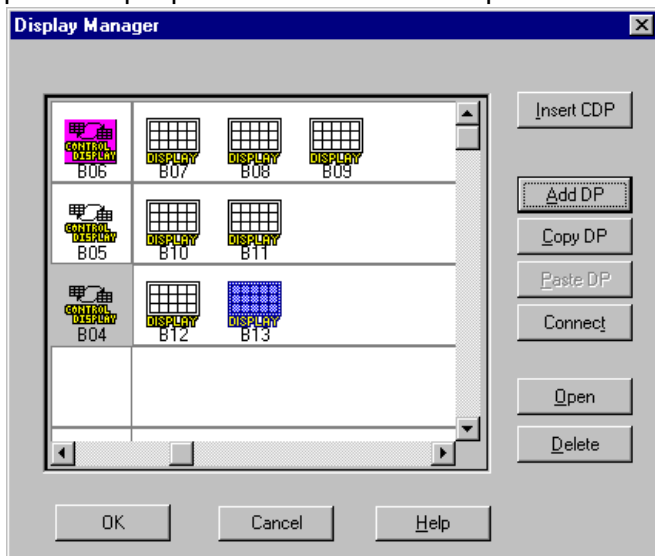 Display Manager
Insert CDP
CONTROL
DISPLAY
B06
DISPLAY
B07
DISPLAY
B08
DISPLAY
B09
Add DP
Copy DP
CONTROL
DISPLAY
B05
DISPLAY
B10
DISPLAY
B11
Paste DP
Connect
CONTROL
DISPLAY
B04
DISPLAY
B12
DISPLAY
B13
Open
Delete
OK
Cancel
Help